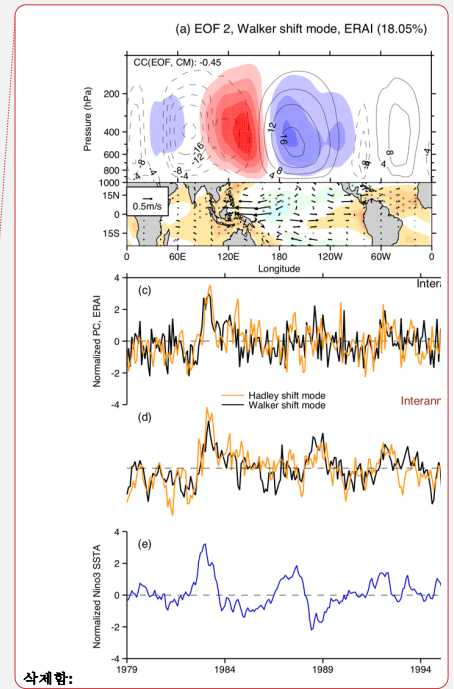 (a) EOF 2, Walker shift mode, ERAI (18.05%)
CC(EOF, CM): -0.45
Pressure (hPa)
200
400
600
800
1000
-8
-4
4
-8
-16
-12
12
16
4
8
8
4
-4
0.5m/s
15N
0
15S
0 60E 120E 180 120W 60W 0
Longitude
(c)
Normalized PC, ERAI
4
2
0
-2
-4
Hadley shift mode
Walker shift mode
(d)
Interann
(e)
Normalized Nino3 SSTA
4
2
0
-2
-4
1979 1984 1989 1994
삭제함: